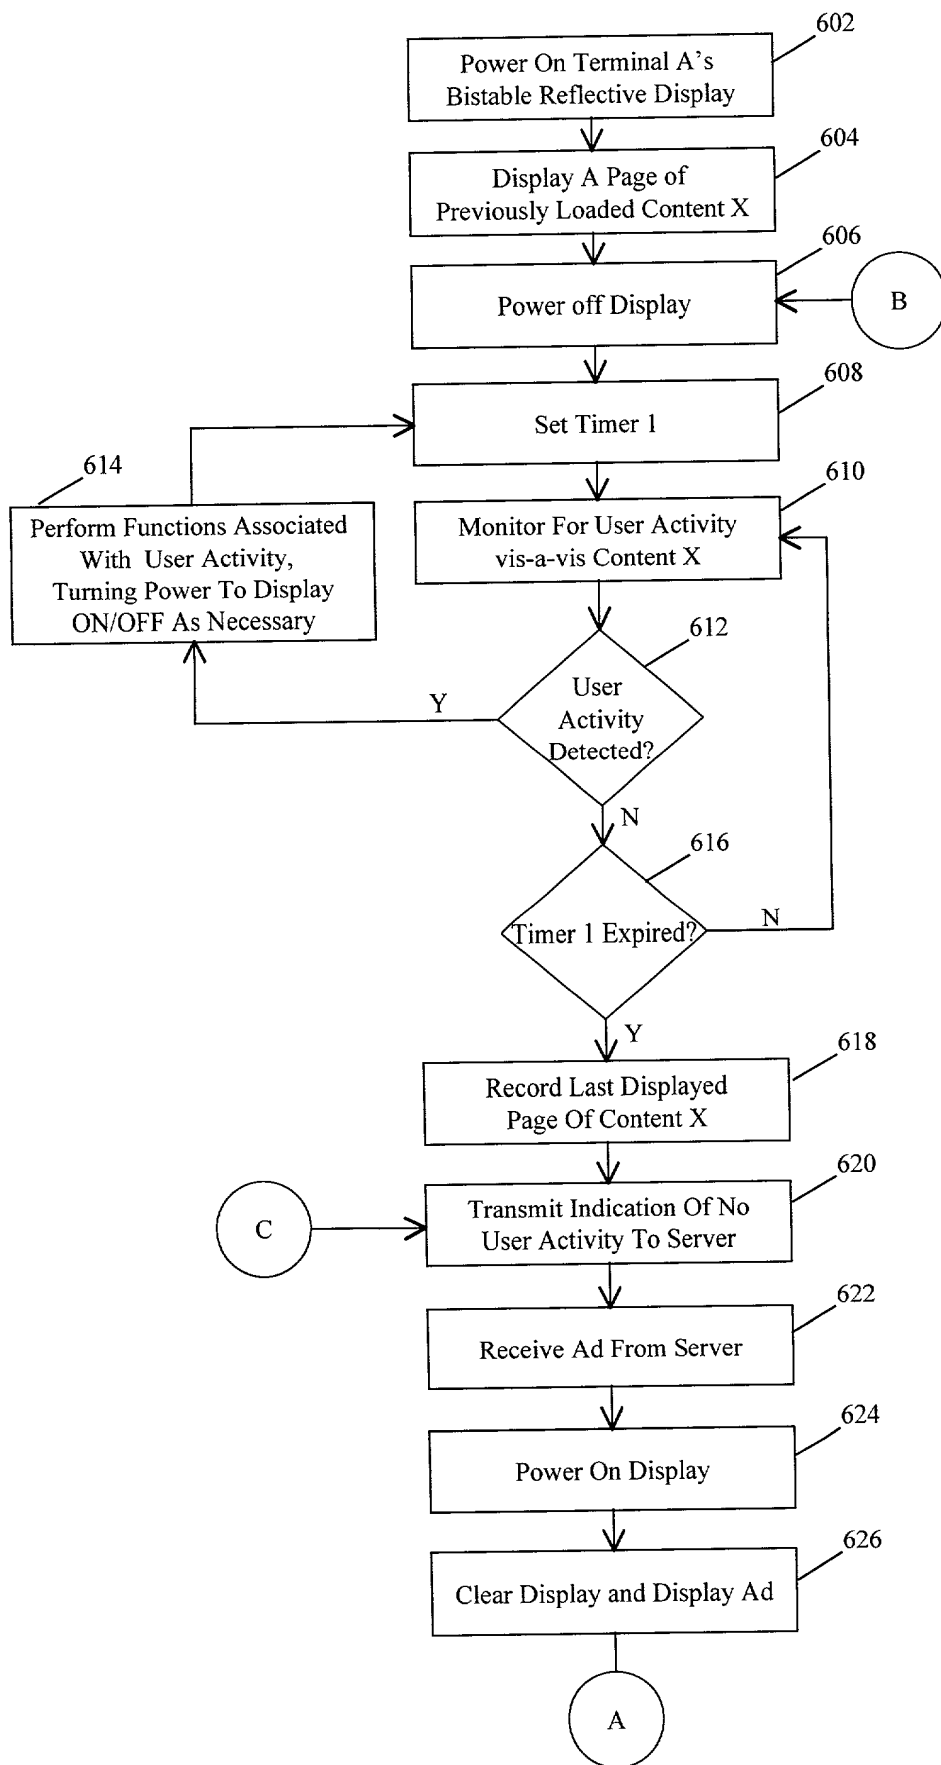 602
Power On Terminal A's
Bistable Reflective Display
604
Display A Page of
Previously Loaded Content X
606
Power off Display
B
608
Set Timer 1
614
Perform Functions Associated
With User Activity,
Turning Power To Display
ON/OFF As Necessary
610
Monitor For User Activity
vis-a-vis Content X
612
User
Activity
Detected?
Y
N
616
Timer 1 Expired?
N
Y
618
Record Last Displayed
Page Of Content X
620
Transmit Indication Of No
User Activity To Server
C
622
Receive Ad From Server
624
Power On Display
626
Clear Display and Display Ad
A